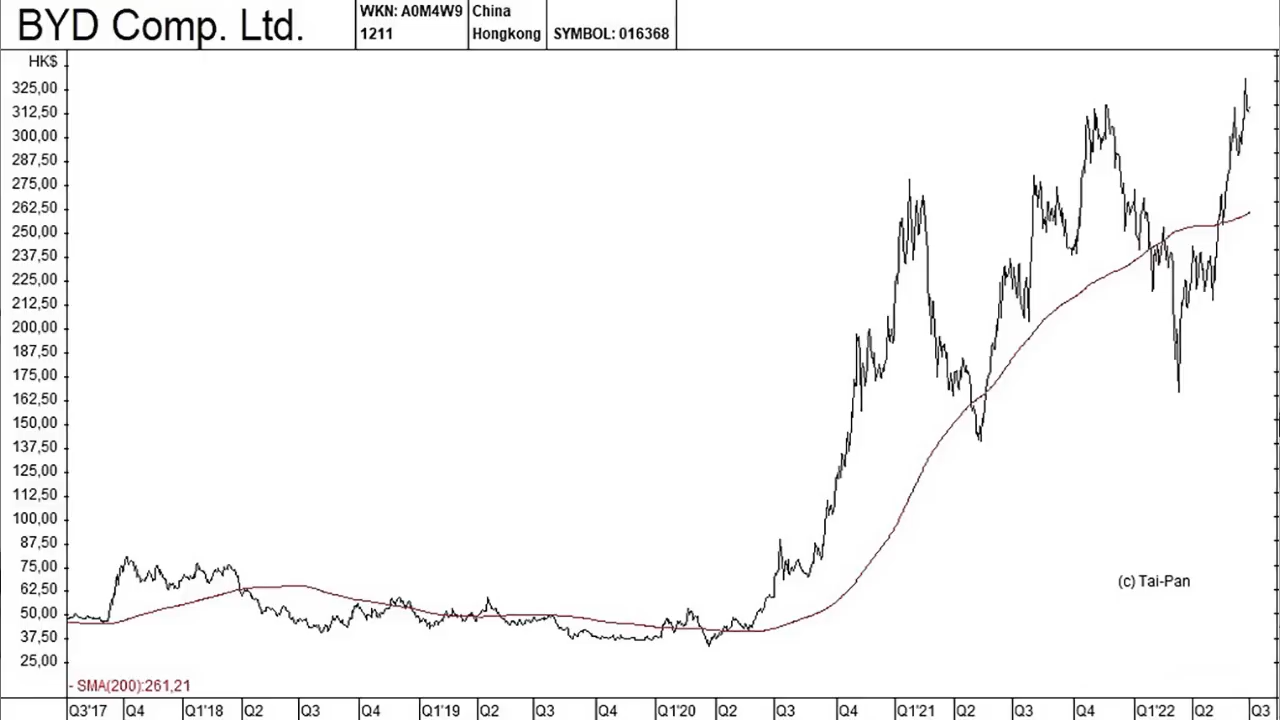 BYD Comp. Ltd.
WKN: A0M4W9
1211
China
Hongkong
SYMBOL: 016368
HK$
325,00
312,50
300,00
287,50
275,00
262,50
250,00
237,50
225,00
212,50
200,00
187,50
175,00
162,50
150,00
137,50
125,00
112,50
100,00
87,50
75,00
62,50
50,00
37,50
25,00
(c) Tai-Pan
- SMA(200):261,21
Q3'17 Q4 Q1'18 Q2 Q3 Q4 Q1'19 Q2 Q3 Q4 Q1'20 Q2 Q3 Q4 Q1'21 Q2 Q3 Q4 Q1'22 Q2 Q3